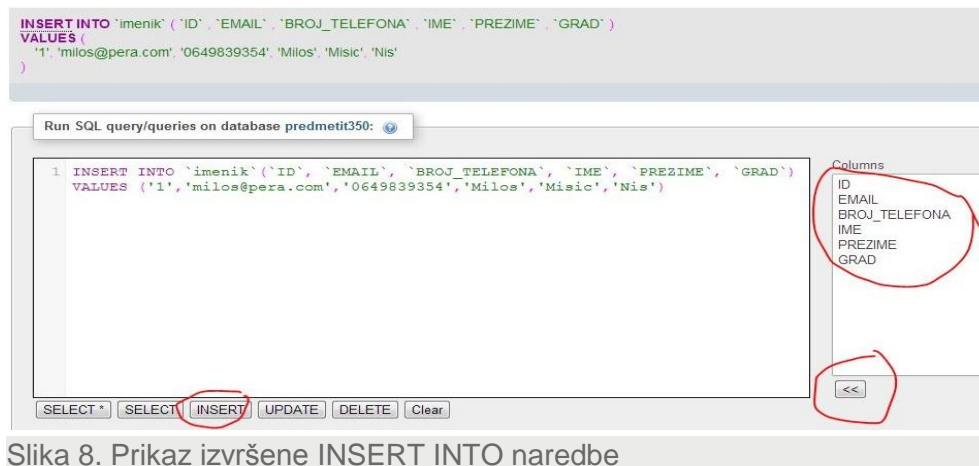 INSERT INTO `imenik` ( `ID` , `EMAIL` , `BROJ_TELEFONA` , `IME` , `PREZIME` , `GRAD` )
VALUES (
'1', 'milos@pera.com', '0649839354', 'Milos', 'Misic', 'Nis'
)
Run SQL query/queries on database predmetit350:
1 INSERT INTO `imenik`(`ID`, `EMAIL`, `BROJ_TELEFONA`, `IME`, `PREZIME`, `GRAD`)
VALUES ('1','milos@pera.com','0649839354','Milos','Misic','Nis')
Columns
ID
EMAIL
BROJ_TELEFONA
IME
PREZIME
GRAD
<<
SELECT * SELECT INSERT UPDATE DELETE Clear
Slika 8. Prikaz izvršene INSERT INTO naredbe